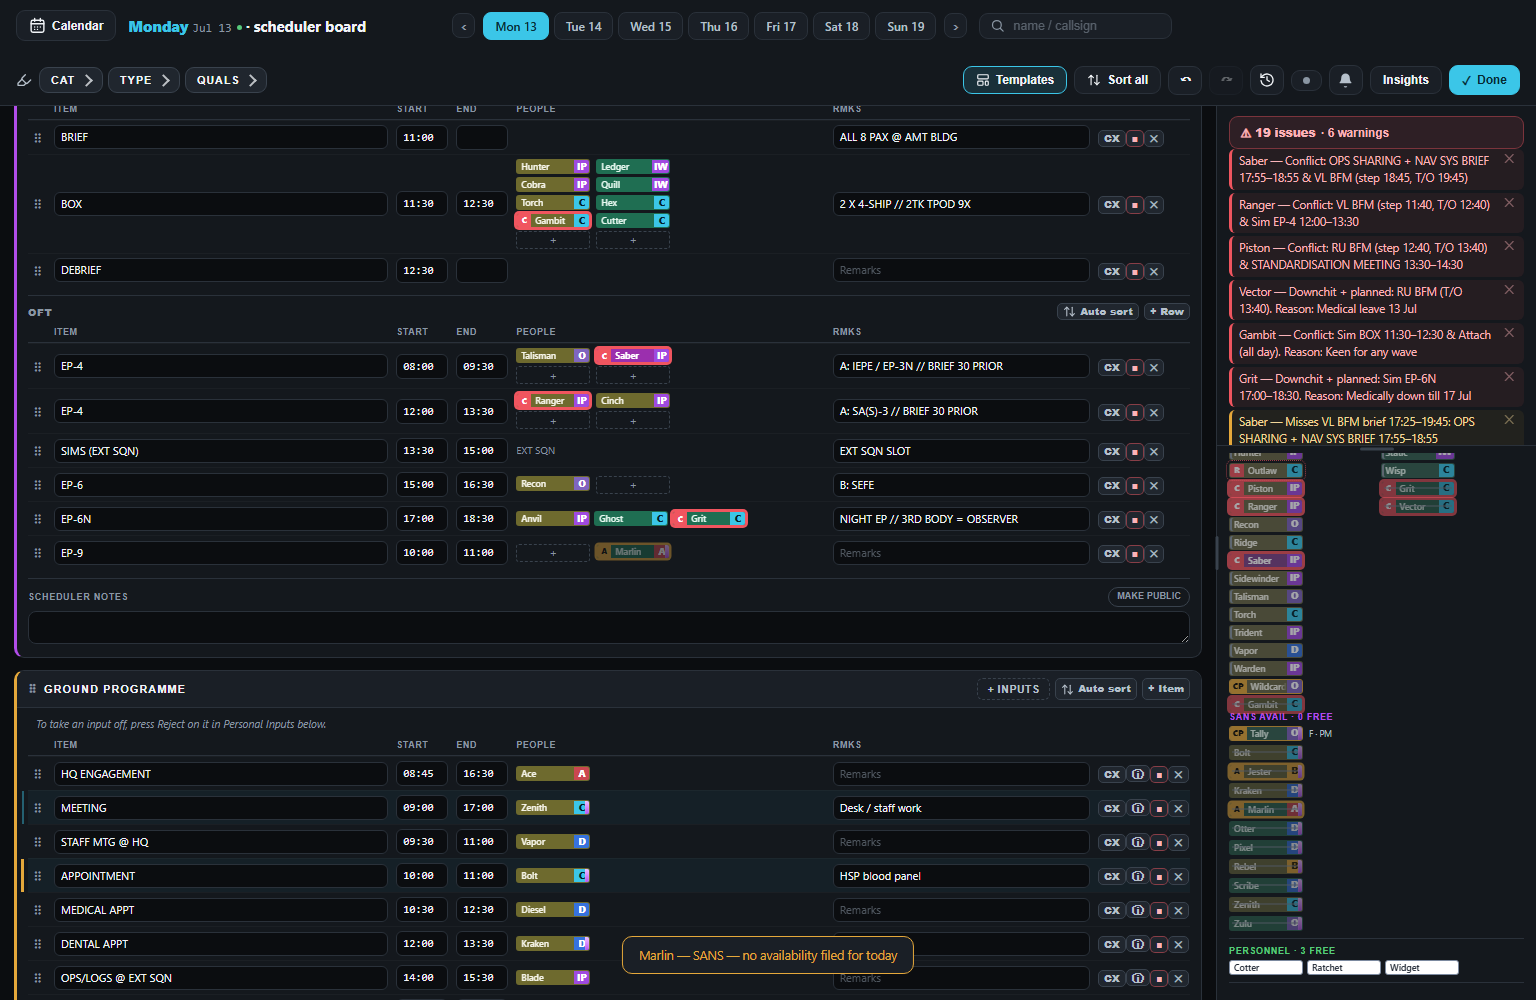 Calendar
Monday Jul 13 • · scheduler board
‹ Mon 13 Tue 14 Wed 15 Thu 16 Fri 17 Sat 18 Sun 19 ›
name / callsign
CAT TYPE QUALS
Templates Sort all Insights ✓ Done
ITEM START END PEOPLE RMKS
BRIEF 11:00 ALL 8 PAX @ AMT BLDG CX
Hunter IP Ledger IW
Cobra IP Quill IW
BOX 11:30 12:30 2 X 4-SHIP // 2TK TPOD 9X CX
Torch C Hex C
C Gambit C Cutter C
+ +
DEBRIEF 12:30 Remarks CX
OFT Auto sort + Row
ITEM START END PEOPLE RMKS
EP-4 08:00 09:30 Talisman O C Saber IP A: IEPE / EP-3N // BRIEF 30 PRIOR CX
+ +
EP-4 12:00 13:30 C Ranger IP Cinch IP A: SA(S)-3 // BRIEF 30 PRIOR CX
+ +
SIMS (EXT SQN) 13:30 15:00 EXT SQN EXT SQN SLOT CX
EP-6 15:00 16:30 Recon O + B: SEFE CX
EP-6N 17:00 18:30 Anvil IP Ghost C C Grit C NIGHT EP // 3RD BODY = OBSERVER CX
EP-9 10:00 11:00 + A Marlin A Remarks CX
SCHEDULER NOTES MAKE PUBLIC
GROUND PROGRAMME + INPUTS Auto sort + Item
To take an input off, press Reject on it in Personal Inputs below.
ITEM START END PEOPLE RMKS
HQ ENGAGEMENT 08:45 16:30 Ace A Remarks CX
MEETING 09:00 17:00 Zenith C Desk / staff work CX
STAFF MTG @ HQ 09:30 11:00 Vapor D Remarks CX
APPOINTMENT 10:00 11:00 Bolt C HSP blood panel CX
MEDICAL APPT 10:30 12:30 Diesel D Remarks CX
DENTAL APPT 12:00 13:30 Kraken D CX
OPS/LOGS @ EXT SQN 14:00 15:30 Blade IP Remarks CX
Marlin — SANS — no availability filed for today
⚠ 19 issues · 6 warnings
Saber — Conflict: OPS SHARING + NAV SYS BRIEF
17:55–18:55 & VL BFM (step 18:45, T/O 19:45)
Ranger — Conflict: VL BFM (step 11:40, T/O 12:40)
& Sim EP-4 12:00–13:30
Piston — Conflict: RU BFM (step 12:40, T/O 13:40)
& STANDARDISATION MEETING 13:30–14:30
Vector — Downchit + planned: RU BFM (T/O
13:40). Reason: Medical leave 13 Jul
Gambit — Conflict: Sim BOX 11:30–12:30 & Attach
(all day). Reason: Keen for any wave
Grit — Downchit + planned: Sim EP-6N
17:00–18:30. Reason: Medically down till 17 Jul
Saber — Misses VL BFM brief 17:25–19:45: OPS
SHARING + NAV SYS BRIEF 17:55–18:55
Hunter Static
R Outlaw C Wisp C
C Piston IP C Grit C
C Ranger IP C Vector C
Recon O
Ridge C
C Saber IP
Sidewinder IP
Talisman O
Torch C
Trident IP
Vapor D
Warden IP
CP Wildcard O
C Gambit C
SANS AVAIL · 0 FREE
CP Tally O F · PM
Bolt C
A Jester B
Kraken D
A Marlin A
Otter D
Pixel D
Rebel B
Scribe D
Zenith C
Zulu O
PERSONNEL · 3 FREE
Cotter Ratchet Widget